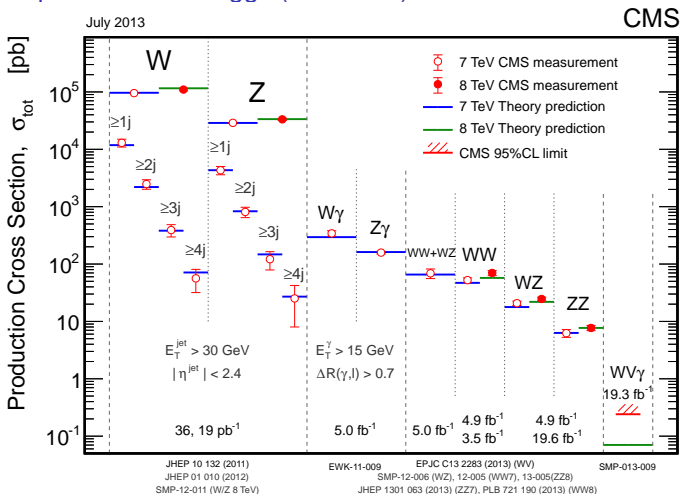 July 2013
CMS
Production Cross Section, σtot [pb]
10⁵
10⁴
10³
10²
10
1
10⁻¹
W
Z
7 TeV CMS measurement
8 TeV CMS measurement
7 TeV Theory prediction
8 TeV Theory prediction
CMS 95%CL limit
≥1j
≥2j
≥3j
≥4j
≥1j
≥2j
≥3j
≥4j
Wγ
Zγ
WW+WZ
WW
WZ
ZZ
WVγ
19.3 fb⁻¹
E_T^jet > 30 GeV
| η^jet | < 2.4
E_T^γ > 15 GeV
ΔR(γ,l) > 0.7
36, 19 pb⁻¹
5.0 fb⁻¹
5.0 fb⁻¹
4.9 fb⁻¹
3.5 fb⁻¹
4.9 fb⁻¹
19.6 fb⁻¹
JHEP 10 132 (2011)
JHEP 01 010 (2012)
SMP-12-011 (W/Z 8 TeV)
EWK-11-009
EPJC C13 2283 (2013) (WV)
SMP-12-006 (WZ), 12-005 (WW7), 13-005(ZZ8)
JHEP 1301 063 (2013) (ZZ7), PLB 721 190 (2013) (WW8)
SMP-013-009